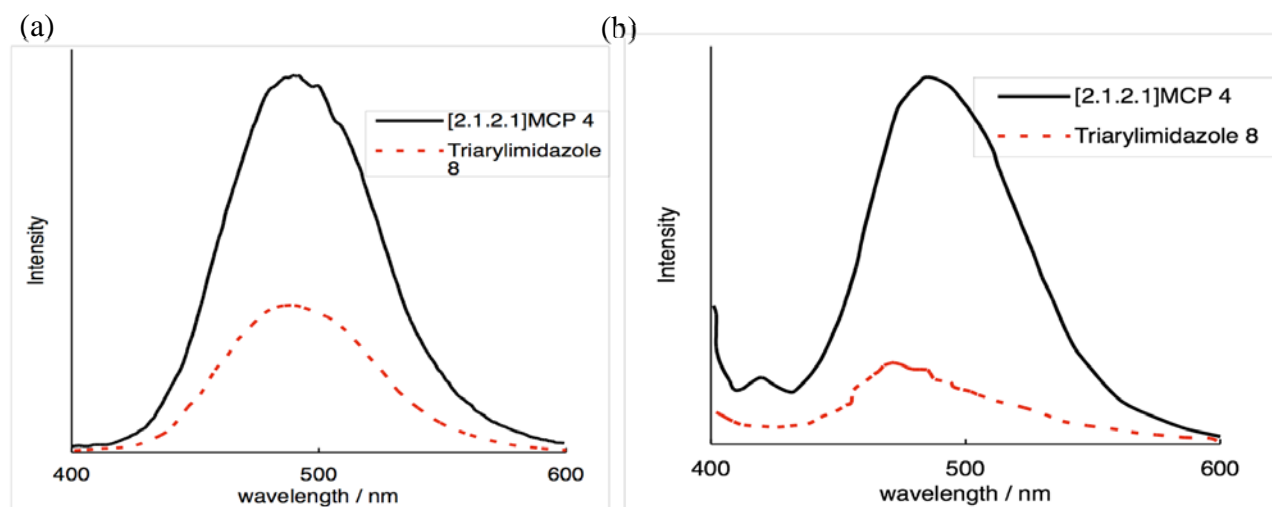 (a)
[2.1.2.1]MCP 4
Triarylimidazole
8
Intensity
400
500
600
wavelength / nm
(b)
[2.1.2.1]MCP 4
Triarylimidazole 8
Intensity
400
500
600
wavelength / nm